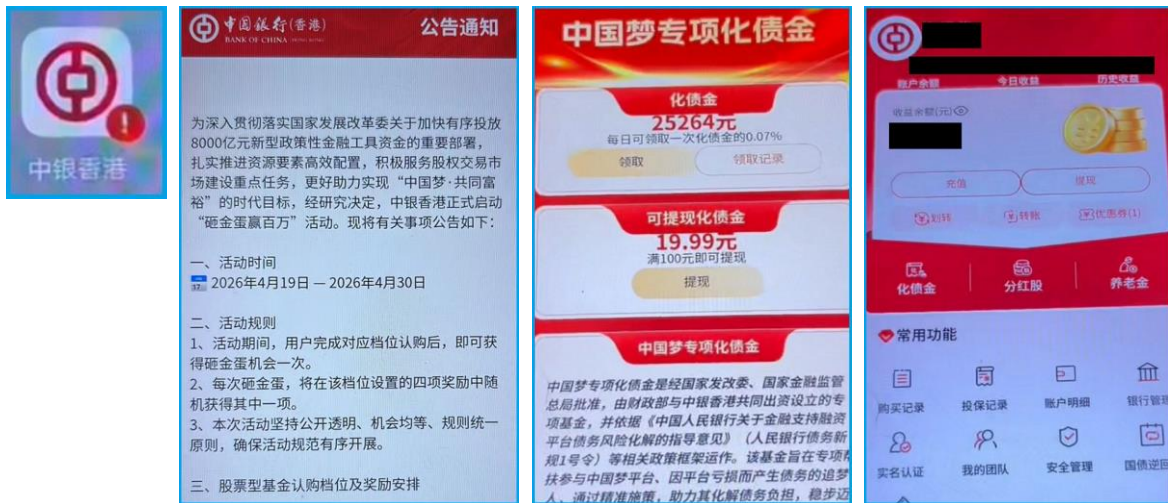 中银香港
中国银行(香港)
BANK OF CHINA (HONG KONG)
公告通知
为深入贯彻落实国家发展改革委关于加快有序投放
8000亿元新型政策性金融工具资金的重要部署，
扎实推进资源要素高效配置，积极服务股权交易市
场建设重点任务，更好助力实现“中国梦·共同富
裕”的时代目标，经研究决定，中银香港正式启动
“砸金蛋赢百万”活动。现将有关事项公告如下：
一、活动时间
2026年4月19日 — 2026年4月30日
二、活动规则
1、活动期间，用户完成对应档位认购后，即可获
得砸金蛋机会一次。
2、每次砸金蛋，将在该档位设置的四项奖励中随
机获得其中一项。
3、本次活动坚持公开透明、机会均等、规则统一
原则，确保活动规范有序开展。
三、股票型基金认购档位及奖励安排
中国梦专项化债金
化债金
25264元
每日可领取一次化债金的0.07%
领取
领取记录
可提现化债金
19.99元
满100元即可提现
提现
中国梦专项化债金
中国梦专项化债金是经国家发改委、国家金融监管
总局批准，由财政部与中银香港共同出资设立的专
项基金，并依据《中国人民银行关于金融支持融资
平台债务风险化解的指导意见》（人民银行债务新
规1号令）等相关政策框架运作。该基金旨在专项帮
扶参与中国梦平台、因平台亏损而产生债务的追梦
人，通过精准施策，助力其化解债务负担，稳步迈
账户余额
今日收益
历史收益
收益余额(元)
充值
提现
划转
转账
优惠券(1)
化债金
分红股
养老金
常用功能
购买记录
投保记录
账户明细
银行管理
实名认证
我的团队
安全管理
国债逆回